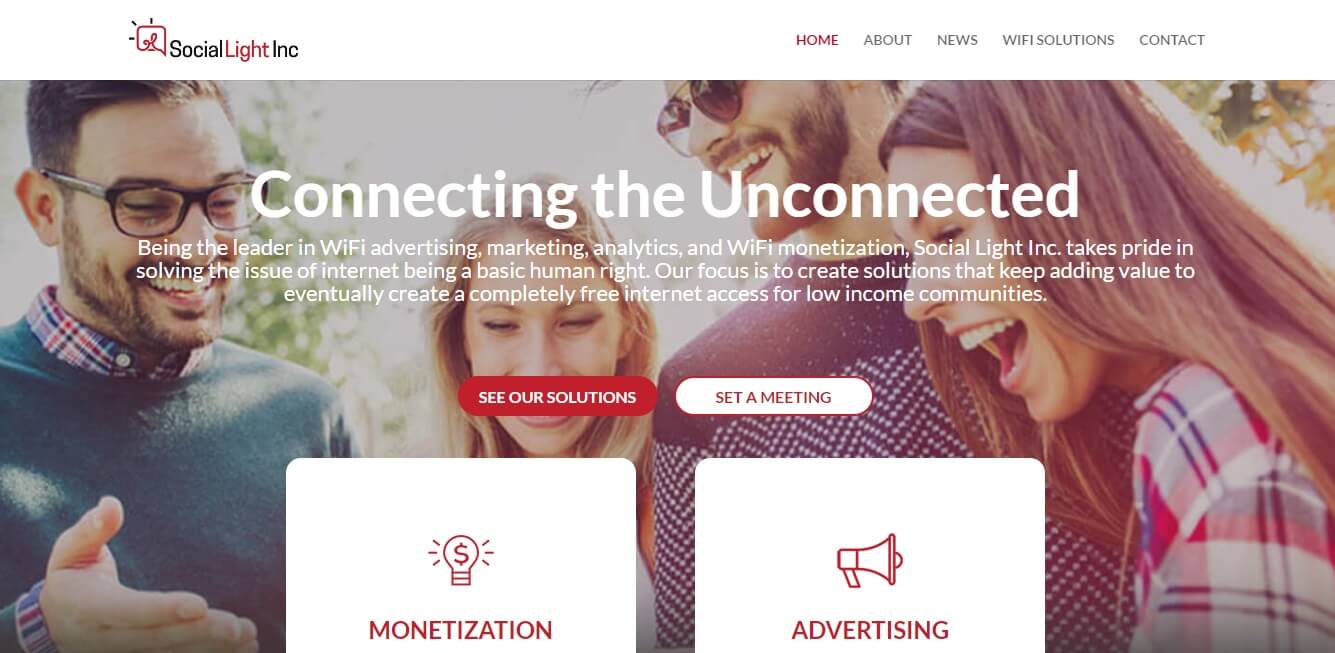 SocialLight Inc
HOME ABOUT NEWS WIFI SOLUTIONS CONTACT
Connecting the Unconnected
Being the leader in WiFi advertising, marketing, analytics, and WiFi monetization, Social Light Inc. takes pride in
solving the issue of internet being a basic human right. Our focus is to create solutions that keep adding value to
eventually create a completely free internet access for low income communities.
SEE OUR SOLUTIONS SET A MEETING
$
MONETIZATION ADVERTISING